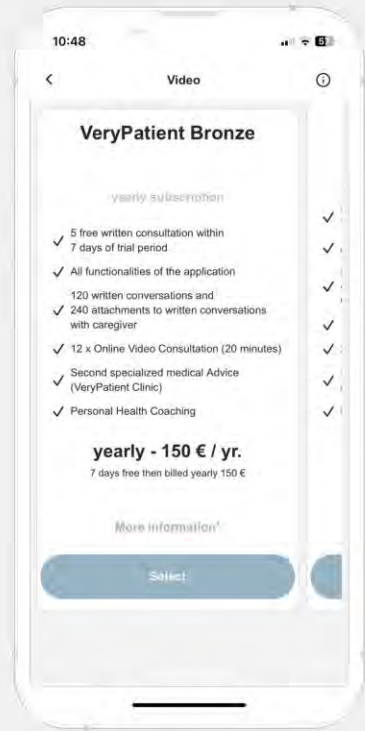 10:48
Video
VeryPatient Bronze
yearly subscription
5 free written consultation within
7 days of trial period
All functionalities of the application
120 written conversations and
240 attachments to written conversations
with caregiver
12 x Online Video Consultation (20 minutes)
Second specialized medical Advice
(VeryPatient Clinic)
Personal Health Coaching
yearly - 150 € / yr.
7 days free then billed yearly 150 €
More information*
Select